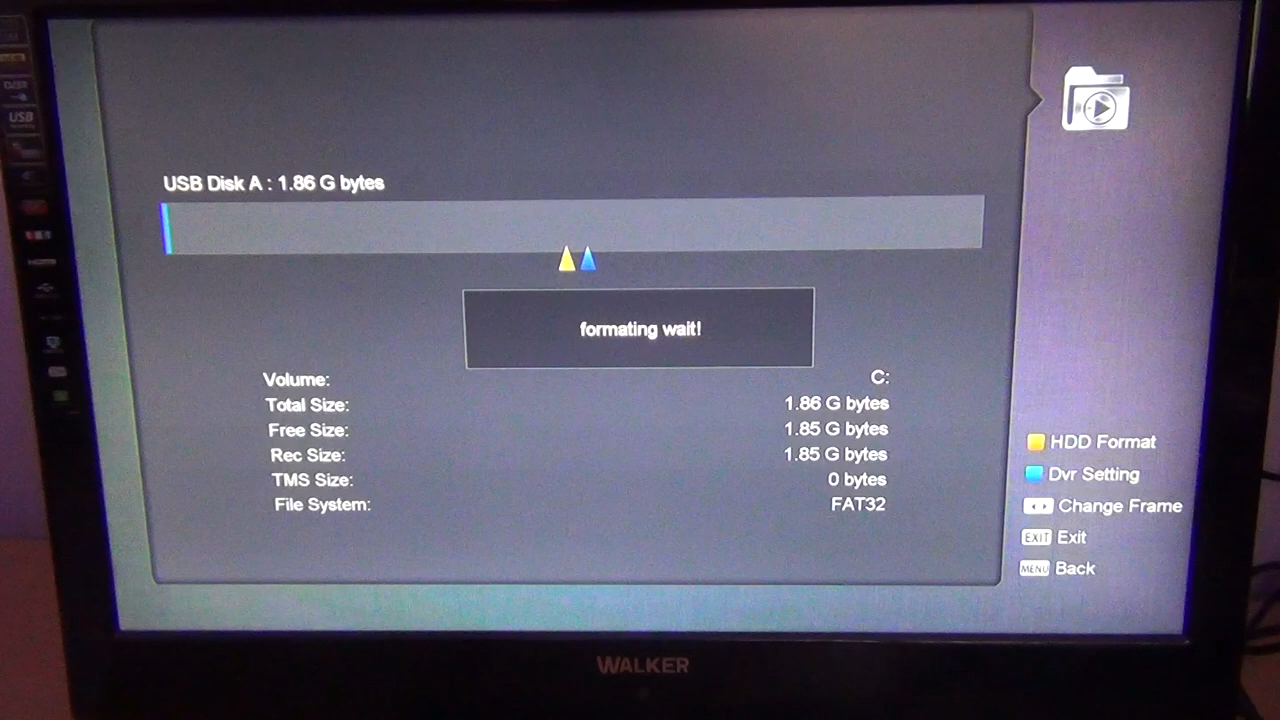 USB Disk A : 1.86 G bytes
formating wait!
Volume: C:
Total Size: 1.86 G bytes
Free Size: 1.85 G bytes
Rec Size: 1.85 G bytes
TMS Size: 0 bytes
File System: FAT32
HDD Format
Dvr Setting
Change Frame
EXIT Exit
MENU Back
USB
WALKER